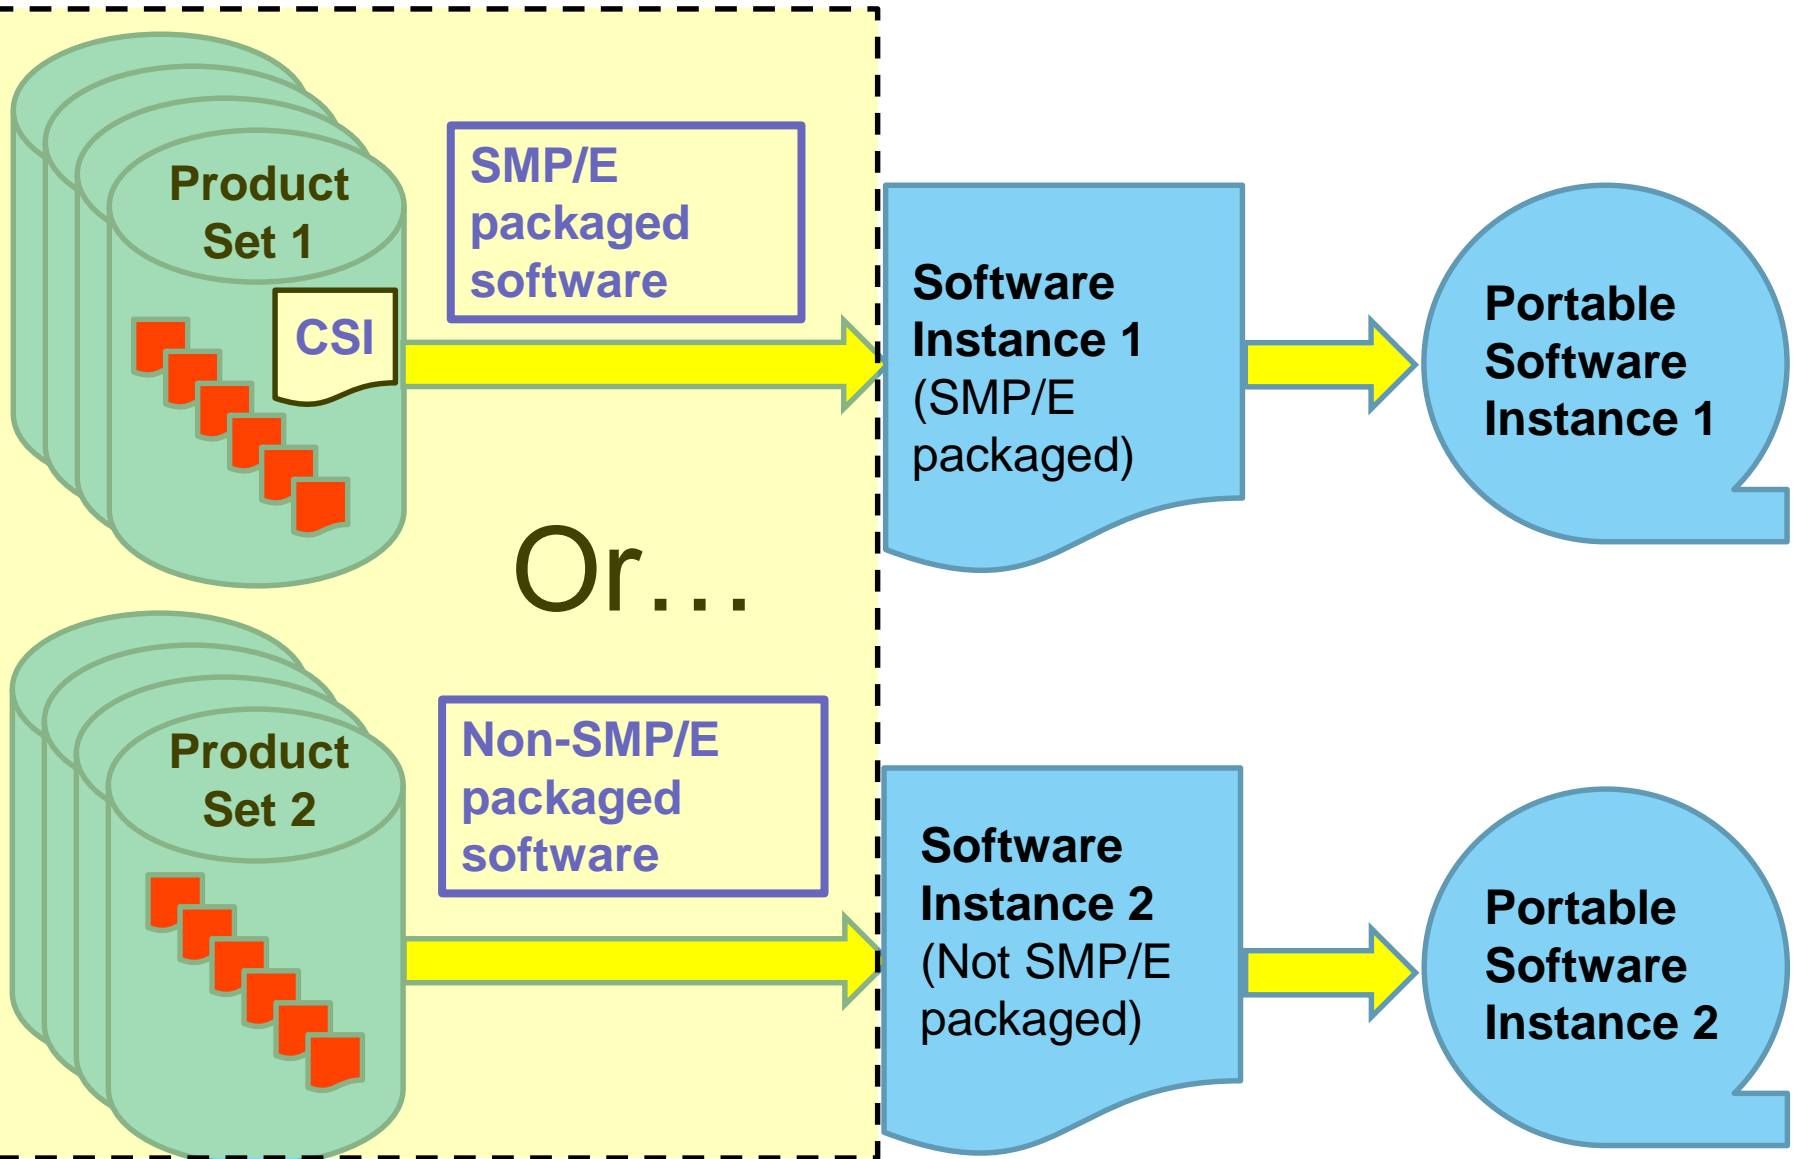 Product
Set 1
CSI
SMP/E
packaged
software
Software
Instance 1
(SMP/E
packaged)
Portable
Software
Instance 1
Or...
Product
Set 2
Non-SMP/E
packaged
software
Software
Instance 2
(Not SMP/E
packaged)
Portable
Software
Instance 2